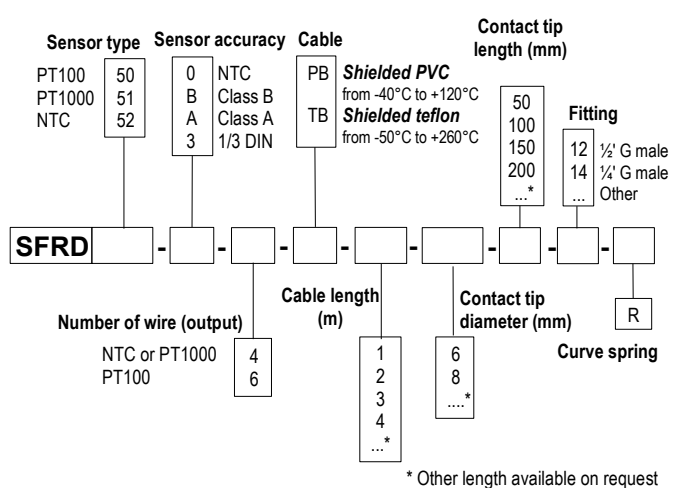 Sensor type
PT100 50
PT1000 51
NTC 52
Sensor accuracy
0 NTC
B Class B
A Class A
3 1/3 DIN
Cable
PB Shielded PVC
from -40°C to +120°C
TB Shielded teflon
from -50°C to +260°C
Contact tip
length (mm)
50
100
150
200
...*
Fitting
12 ½' G male
14 ¼' G male
... Other
SFRD - - - - - - - -
Number of wire (output)
NTC or PT1000 4
PT100 6
Cable length
(m)
1
2
3
4
...*
Contact tip
diameter (mm)
6
8
....*
R
Curve spring
* Other length available on request